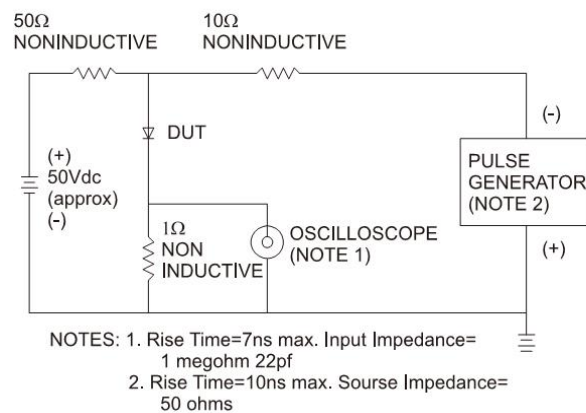 50Ω
NONINDUCTIVE
10Ω
NONINDUCTIVE
DUT
(+)
50Vdc
(approx)
(-)
1Ω
NON
INDUCTIVE
OSCILLOSCOPE
(NOTE 1)
(-)
PULSE
GENERATOR
(NOTE 2)
(+)
NOTES: 1. Rise Time=7ns max. Input Impedance=
1 megohm 22pf
2. Rise Time=10ns max. Sourse Impedance=
50 ohms